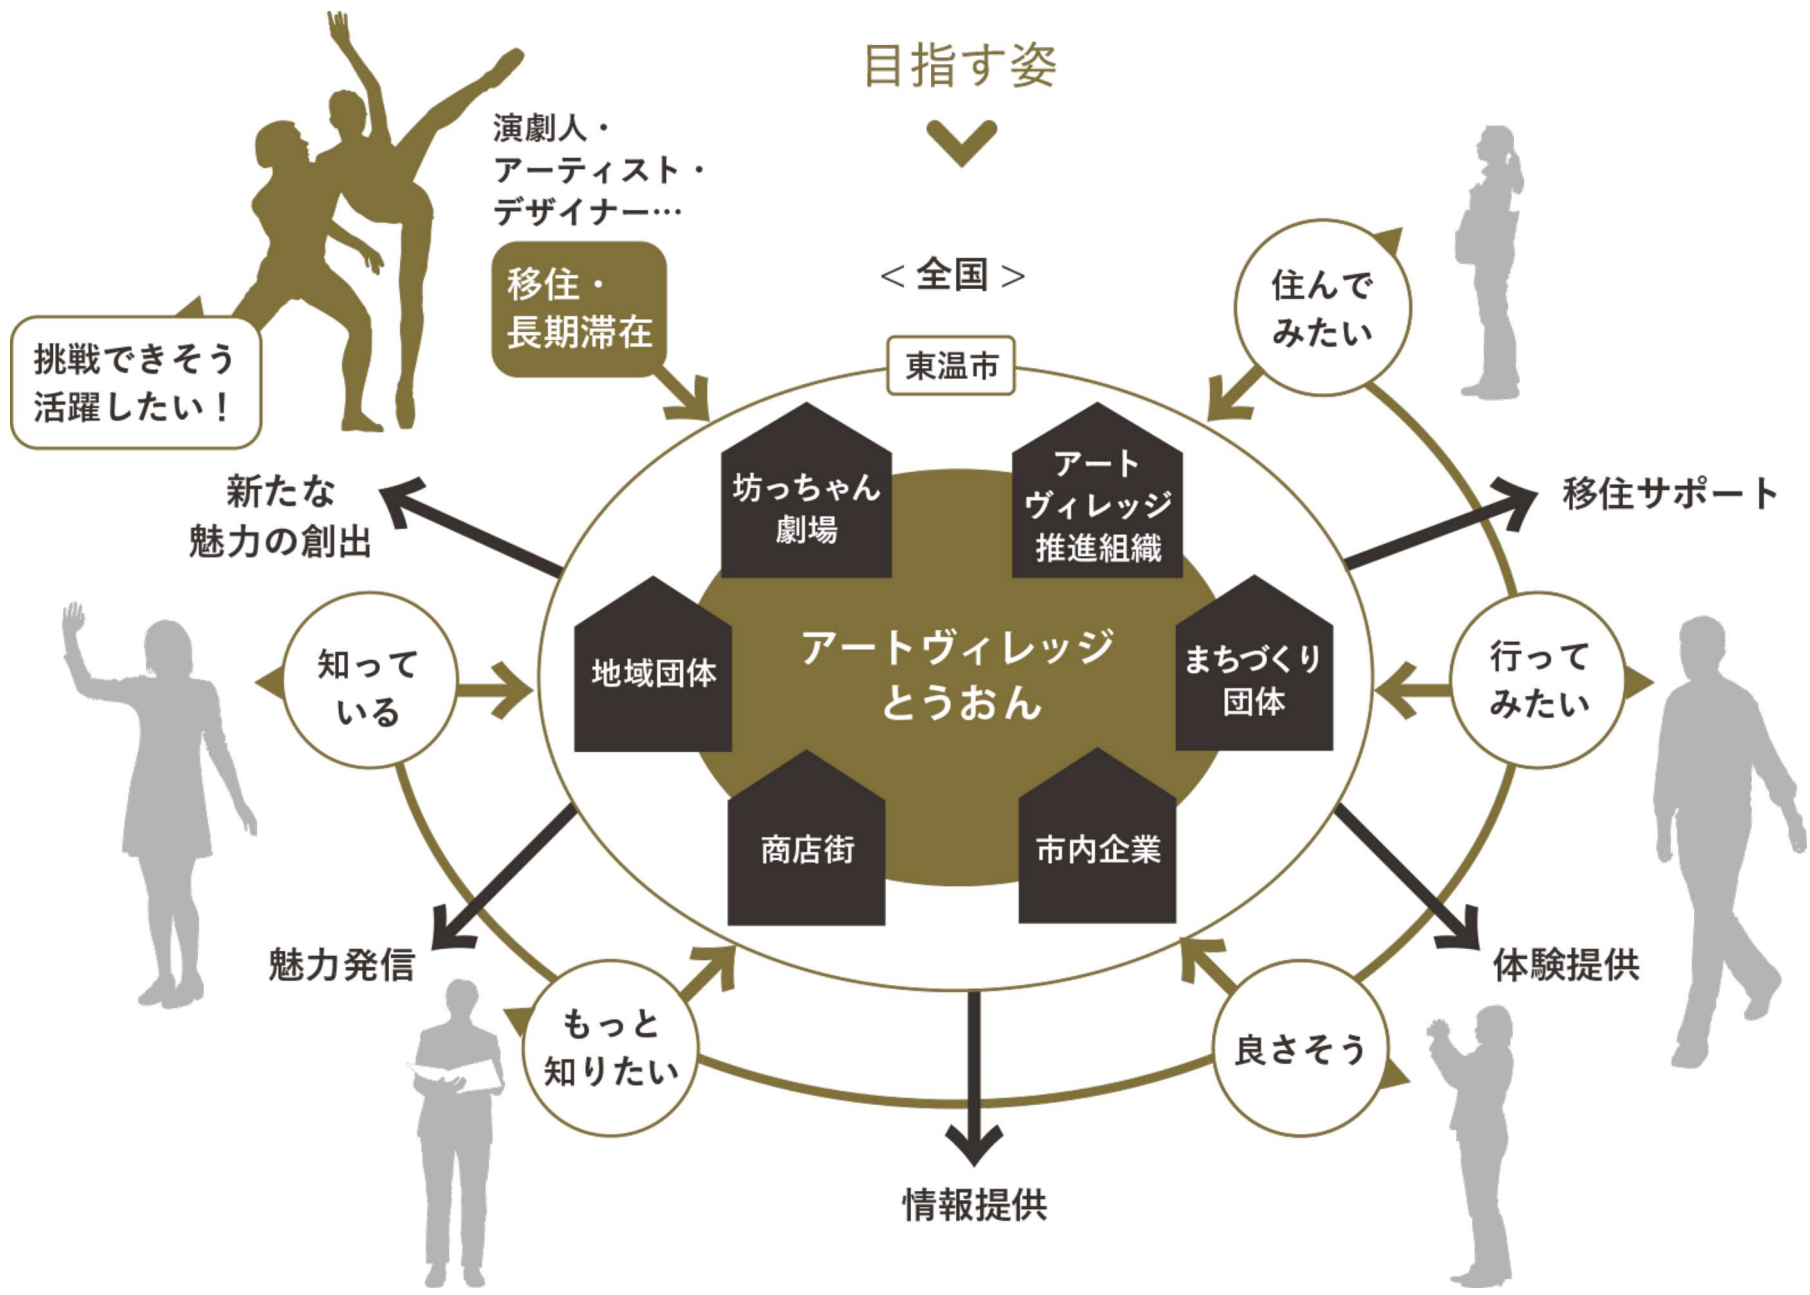 目指す姿
演劇人・
アーティスト・
デザイナー…
移住・
長期滞在
<全国>
東温市
挑戦できそう
活躍したい！
住んで
みたい
新たな
魅力の創出
移住サポート
坊っちゃん
劇場
アート
ヴィレッジ
推進組織
地域団体
アートヴィレッジ
とうおん
まちづくり
団体
商店街
市内企業
知って
いる
行って
みたい
魅力発信
体験提供
もっと
知りたい
良さそう
情報提供